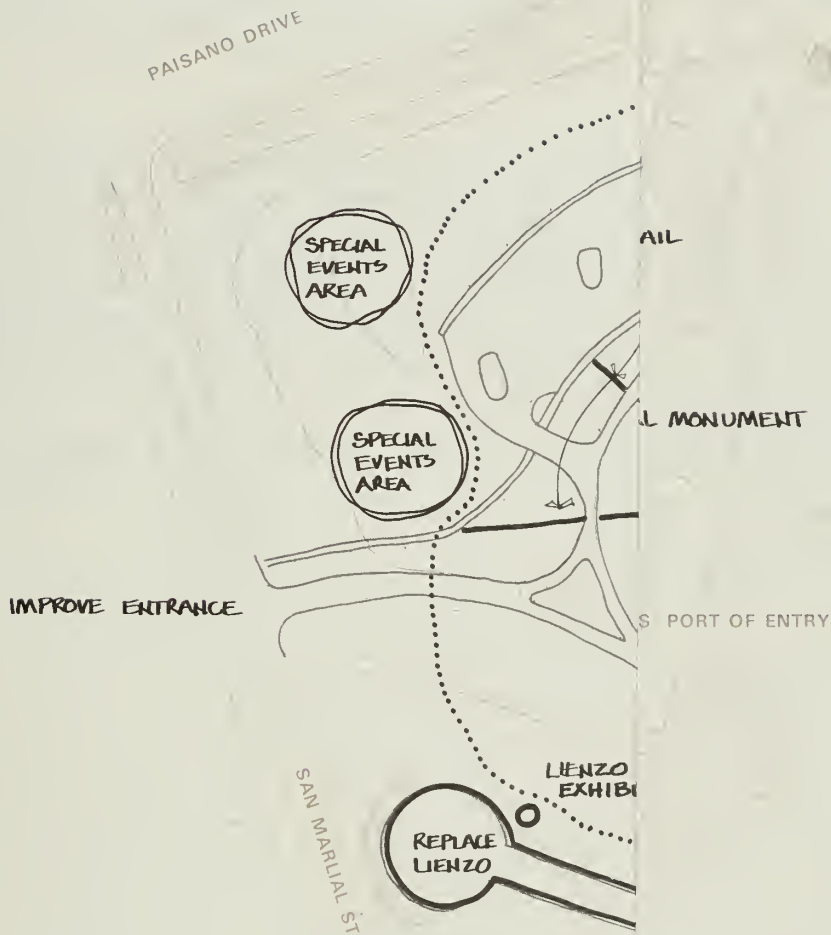 PAISANO DRIVE
SPECIAL
EVENTS
AREA
AIL
SPECIAL
EVENTS
AREA
L MONUMENT
IMPROVE ENTRANCE
S PORT OF ENTRY
LIENZO
EXHIBI
SAN MARLIAL ST
REPLACE
LIENZO